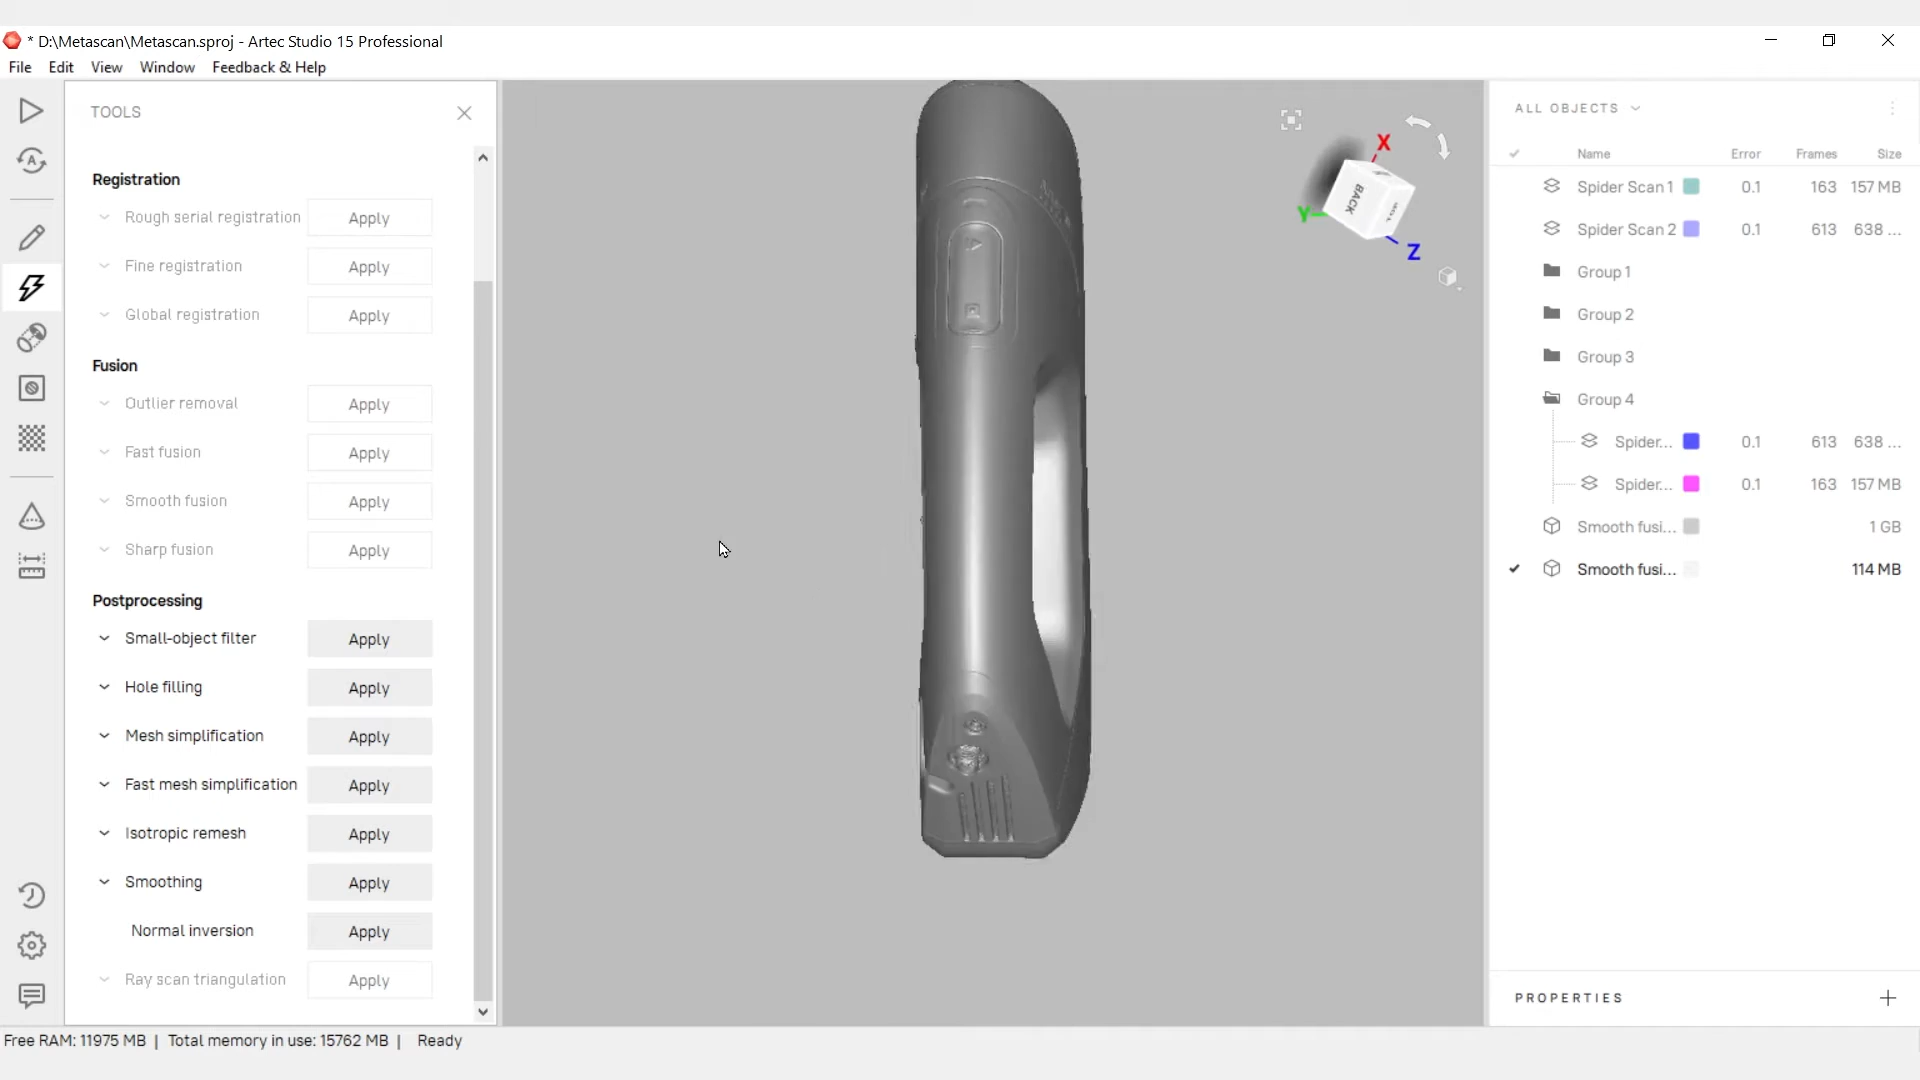 * D:\Metascan\Metascan.sproj - Artec Studio 15 Professional
File Edit View Window Feedback & Help
TOOLS
Registration
Rough serial registration Apply
Fine registration Apply
Global registration Apply
Fusion
Outlier removal Apply
Fast fusion Apply
Smooth fusion Apply
Sharp fusion Apply
Postprocessing
Small-object filter Apply
Hole filling Apply
Mesh simplification Apply
Fast mesh simplification Apply
Isotropic remesh Apply
Smoothing Apply
Normal inversion Apply
Ray scan triangulation Apply
X
Y
BACK
Z
ALL OBJECTS
Name Error Frames Size
Spider Scan 1 0.1 163 157 MB
Spider Scan 2 0.1 613 638 ...
Group 1
Group 2
Group 3
Group 4
Spider... 0.1 613 638 ...
Spider... 0.1 163 157 MB
Smooth fusi... 1 GB
Smooth fusi... 114 MB
PROPERTIES
Free RAM: 11975 MB | Total memory in use: 15762 MB | Ready